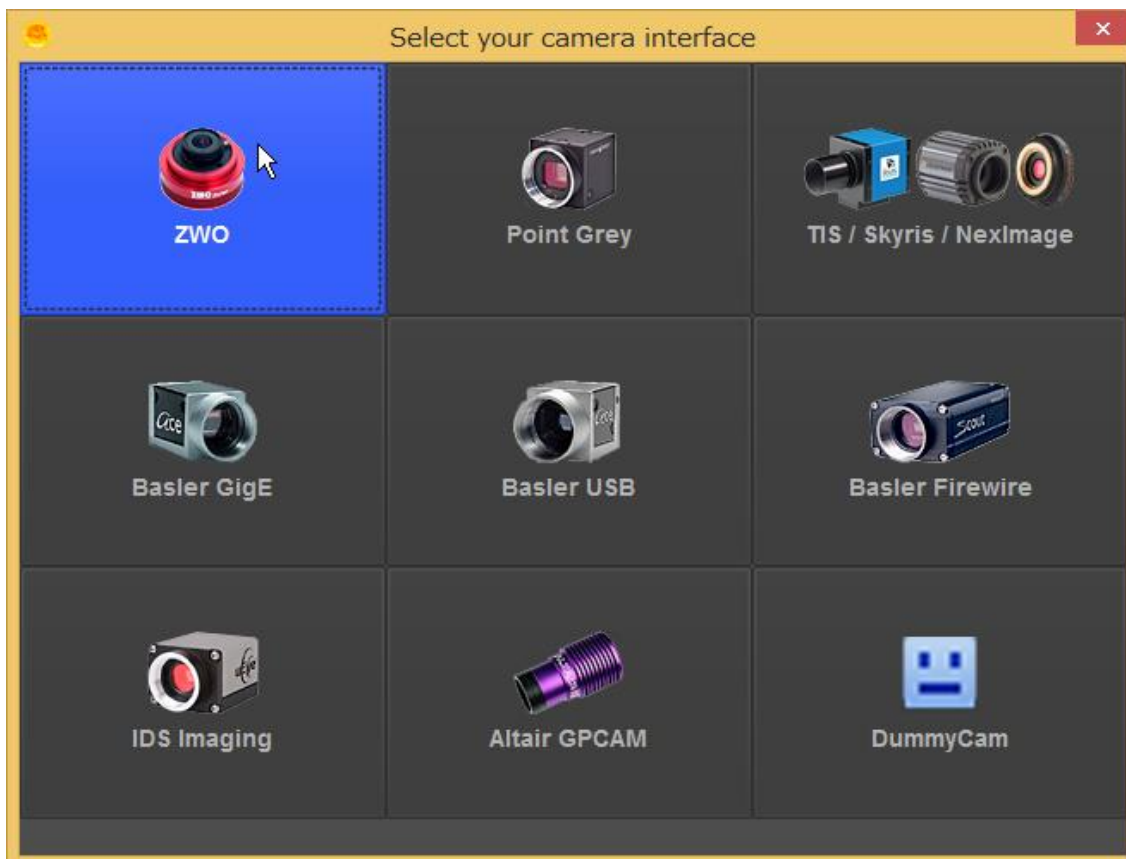 Select your camera interface
ZWO
Point Grey
TIS / Skyris / NexImage
Basler GigE
Basler USB
Basler Firewire
IDS Imaging
Altair GPCAM
DummyCam